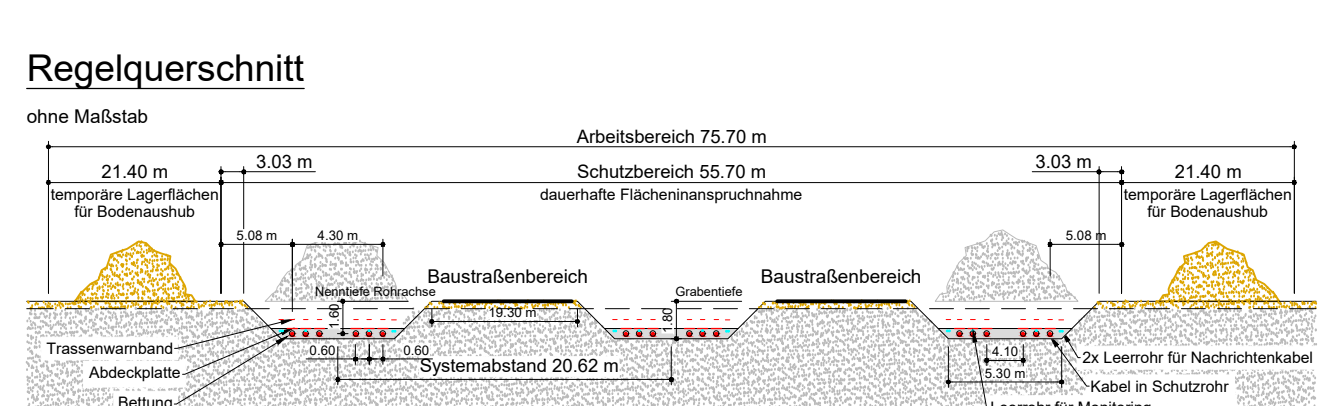 Regelquerschnitt
ohne Maßstab
Arbeitsbereich 75.70 m
21.40 m
3.03 m
Schutzbereich 55.70 m
3.03 m
21.40 m
temporäre Lagerflächen
für Bodenaushub
dauerhafte Flächeninanspruchnahme
temporäre Lagerflächen
für Bodenaushub
5.08 m
4.30 m
5.08 m
Baustraßenbereich
Baustraßenbereich
Nenntiefe Rohrachse
Grabentiefe
1.60
19.30 m
1.80
Trassenwarnband
0.60
0.60
Systemabstand 20.62 m
4.10
2x Leerrohr für Nachrichtenkabel
Abdeckplatte
5.30 m
Kabel in Schutzrohr
Bettung
Leerrohr für Monitoring